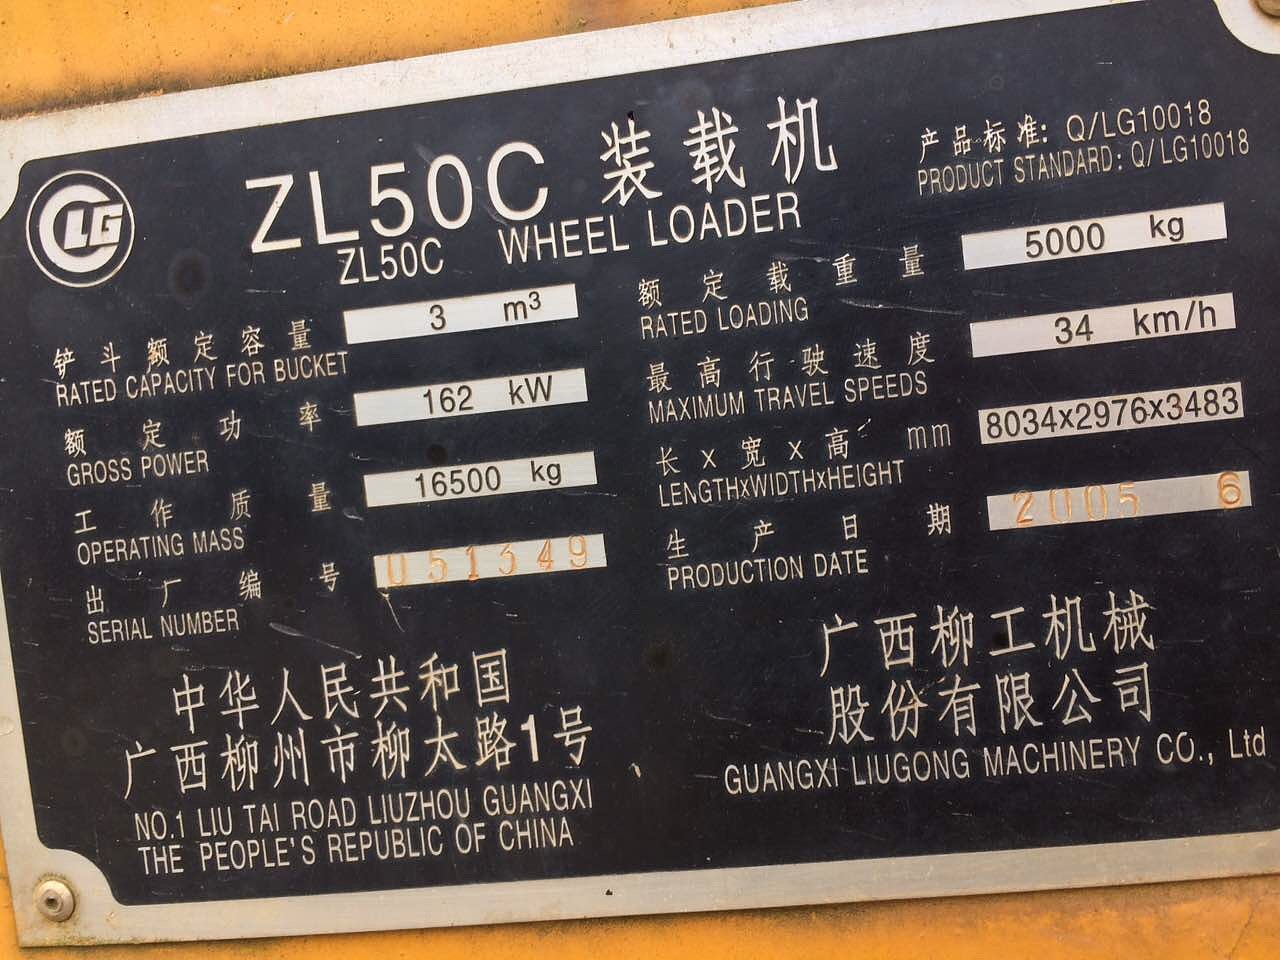 CLG
ZL50C 装载机
ZL50C WHEEL LOADER
产品标准: Q/LG10018
PRODUCT STANDARD: Q/LG10018
铲斗额定容量 3 m³
RATED CAPACITY FOR BUCKET
额定功率 162 kW
GROSS POWER
工作质量 16500 kg
OPERATING MASS
出厂编号 051349
SERIAL NUMBER
额定载重量 5000 kg
RATED LOADING
最高行驶速度 34 km/h
MAXIMUM TRAVEL SPEEDS
长x宽x高 mm 8034x2976x3483
LENGTHxWIDTHxHEIGHT
生产日期 2005 6
PRODUCTION DATE
中华人民共和国
广西柳州市柳太路1号
NO.1 LIU TAI ROAD LIUZHOU GUANGXI
THE PEOPLE'S REPUBLIC OF CHINA
广西柳工机械
股份有限公司
GUANGXI LIUGONG MACHINERY CO., Ltd